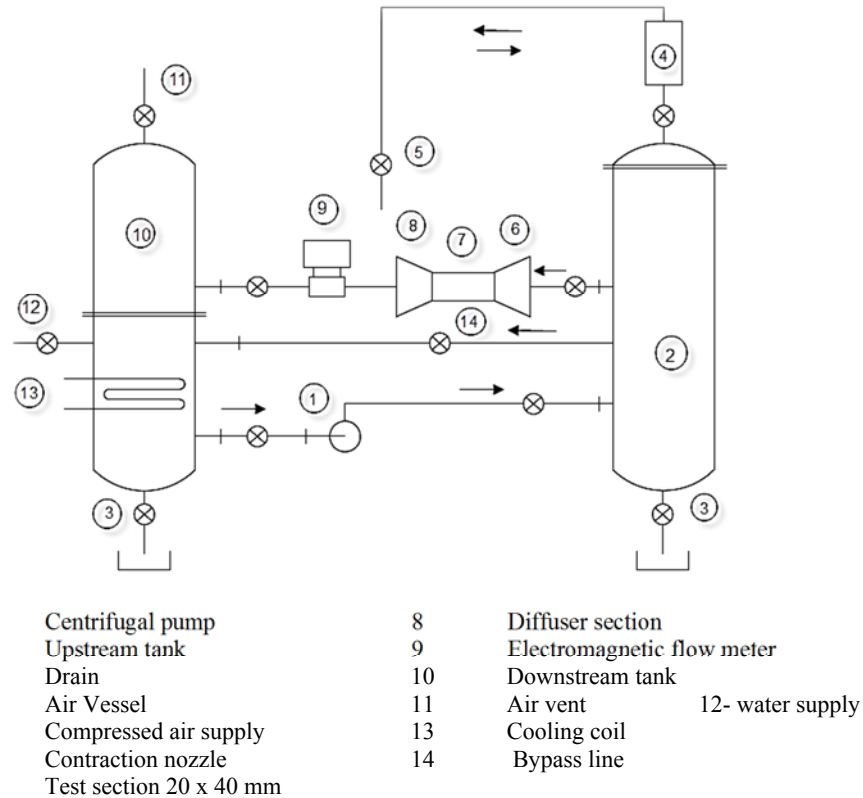 4
11
5
9
8
7
6
10
12
14
2
13
1
3
3
Centrifugal pump 8 Diffuser section
Upstream tank 9 Electromagnetic flow meter
Drain 10 Downstream tank
Air Vessel 11 Air vent 12- water supply
Compressed air supply 13 Cooling coil
Contraction nozzle 14 Bypass line
Test section 20 x 40 mm